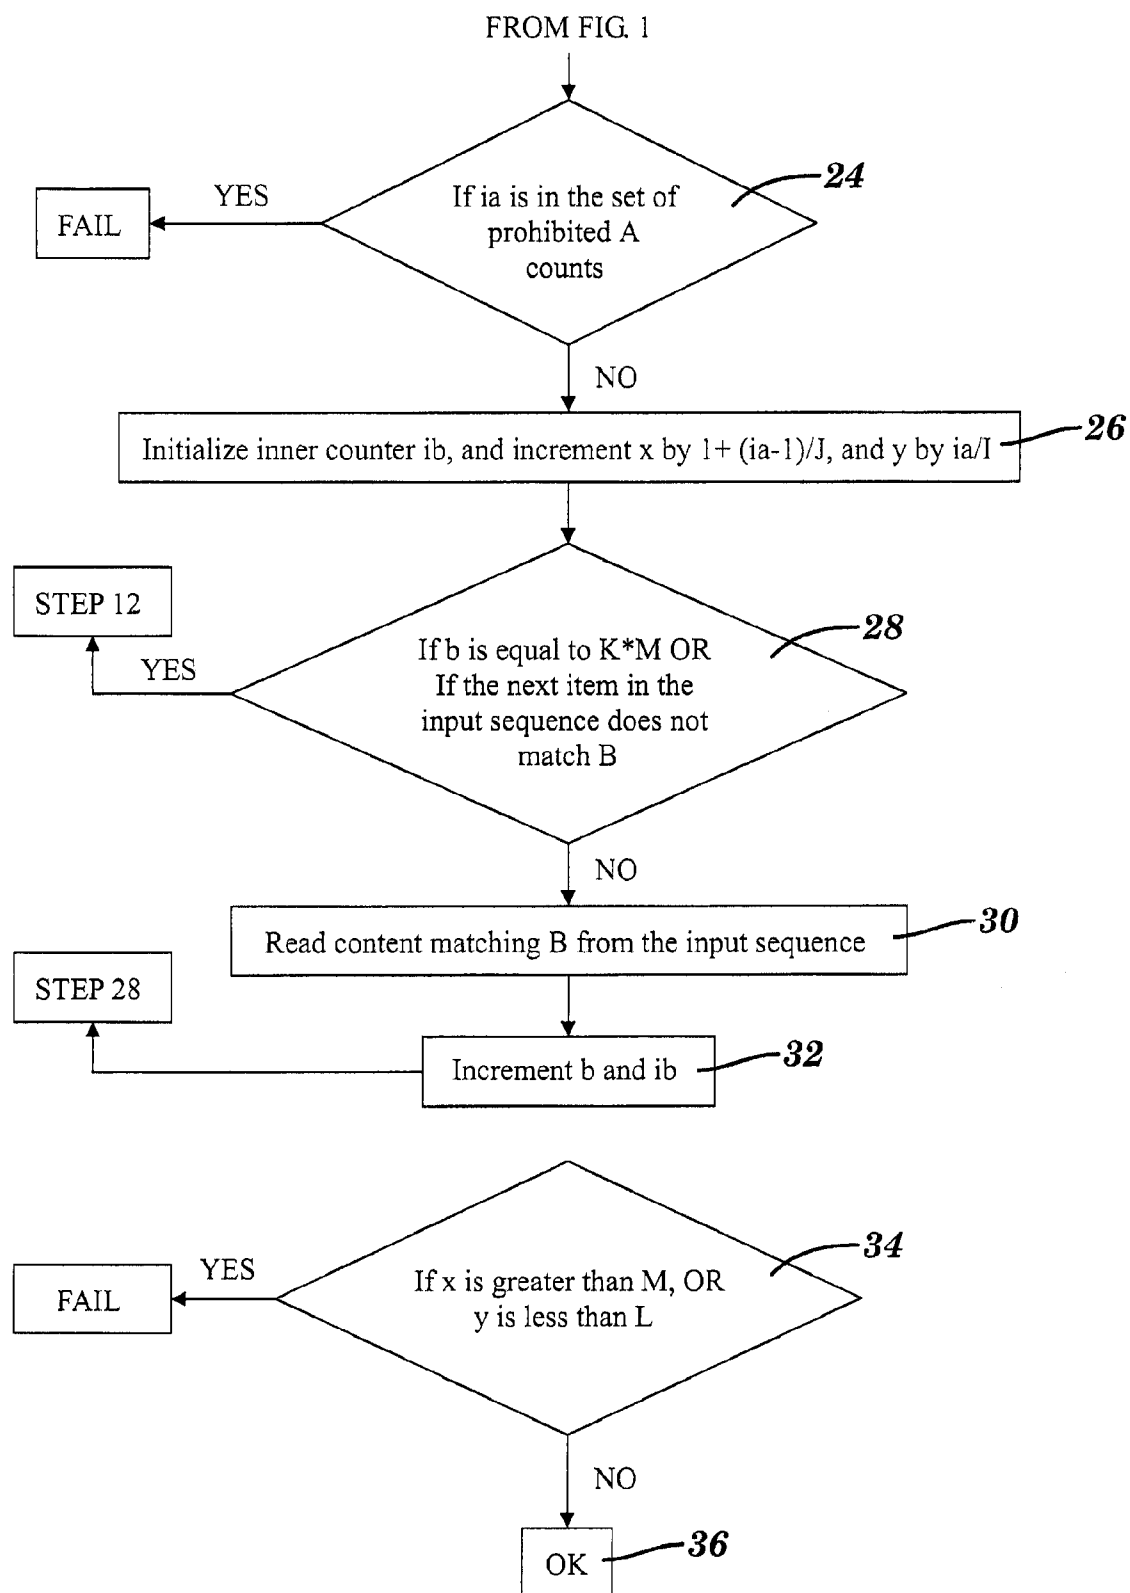 FROM FIG. 1
24
If ia is in the set of
prohibited A
counts
YES
FAIL
NO
Initialize inner counter ib, and increment x by 1+ (ia-1)/J, and y by ia/I
26
STEP 12
YES
If b is equal to K*M OR
If the next item in the
input sequence does not
match B
28
NO
Read content matching B from the input sequence
30
STEP 28
Increment b and ib
32
34
YES
FAIL
If x is greater than M, OR
y is less than L
NO
OK
36